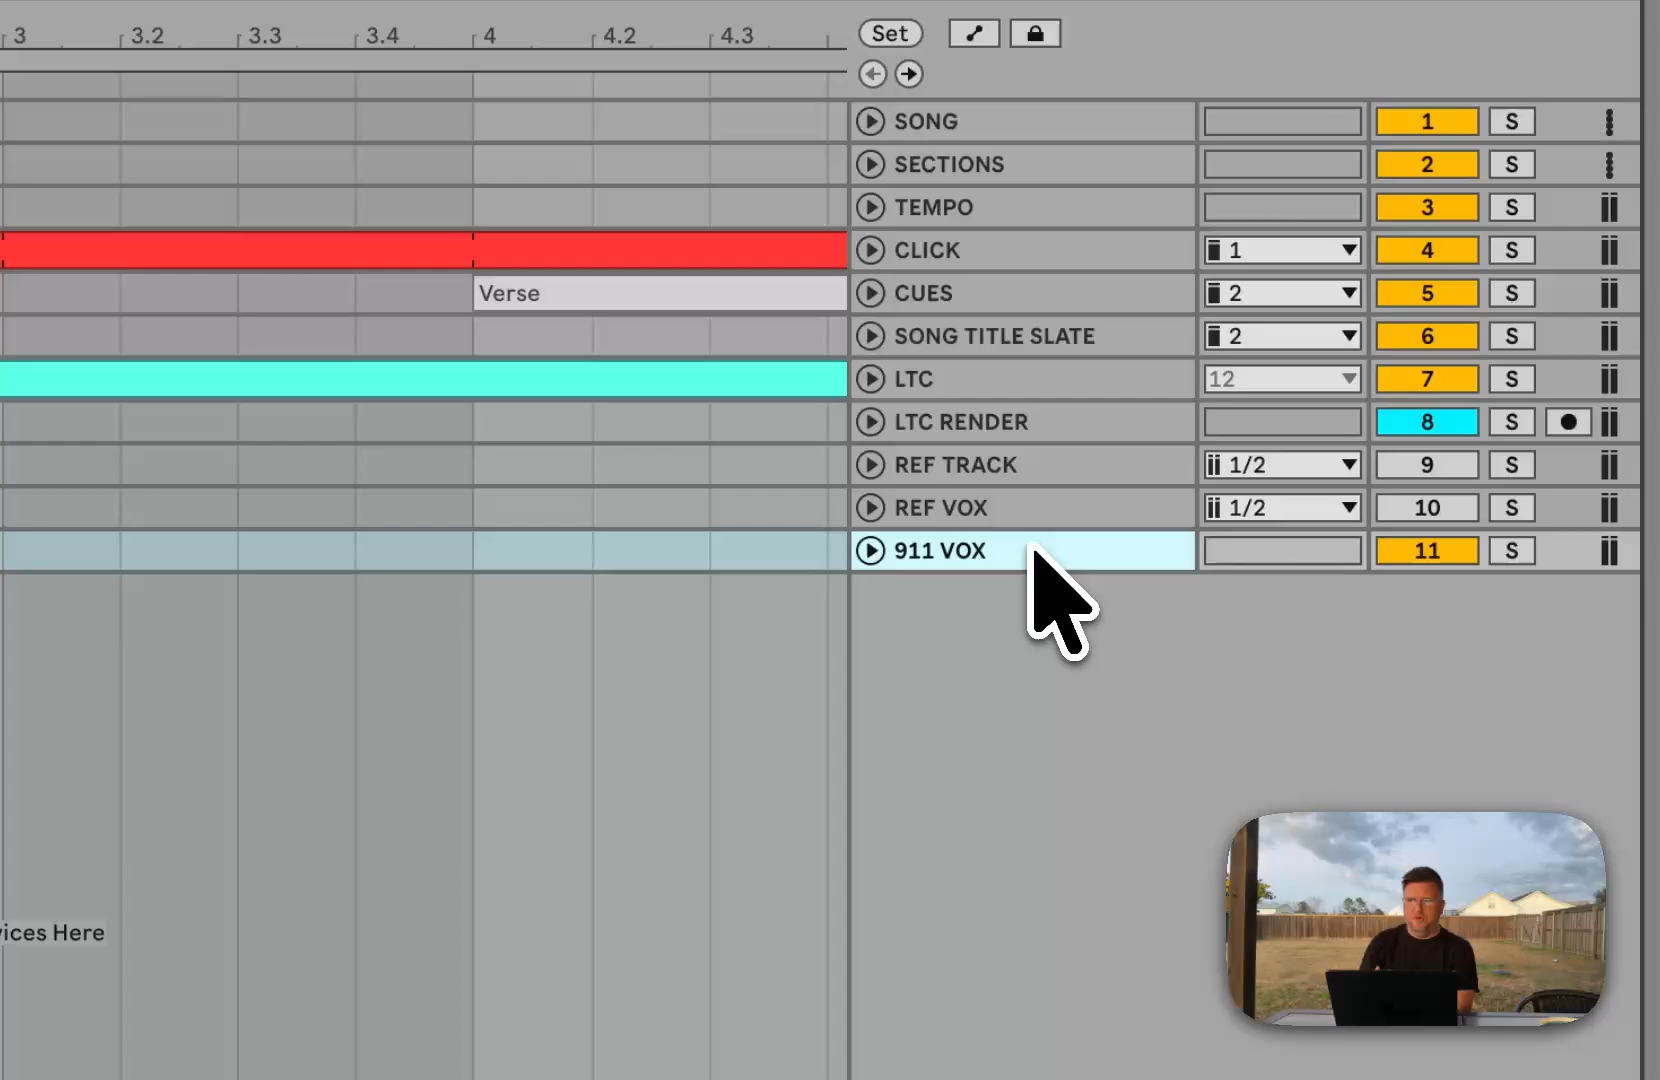 3 3.2 3.3 3.4 4 4.2 4.3 Set
SONG 1 S
SECTIONS 2 S
TEMPO 3 S
CLICK 1 4 S
Verse CUES 2 5 S
SONG TITLE SLATE 2 6 S
LTC 12 7 S
LTC RENDER 8 S
REF TRACK 1/2 9 S
REF VOX 1/2 10 S
911 VOX 11 S
ices Here